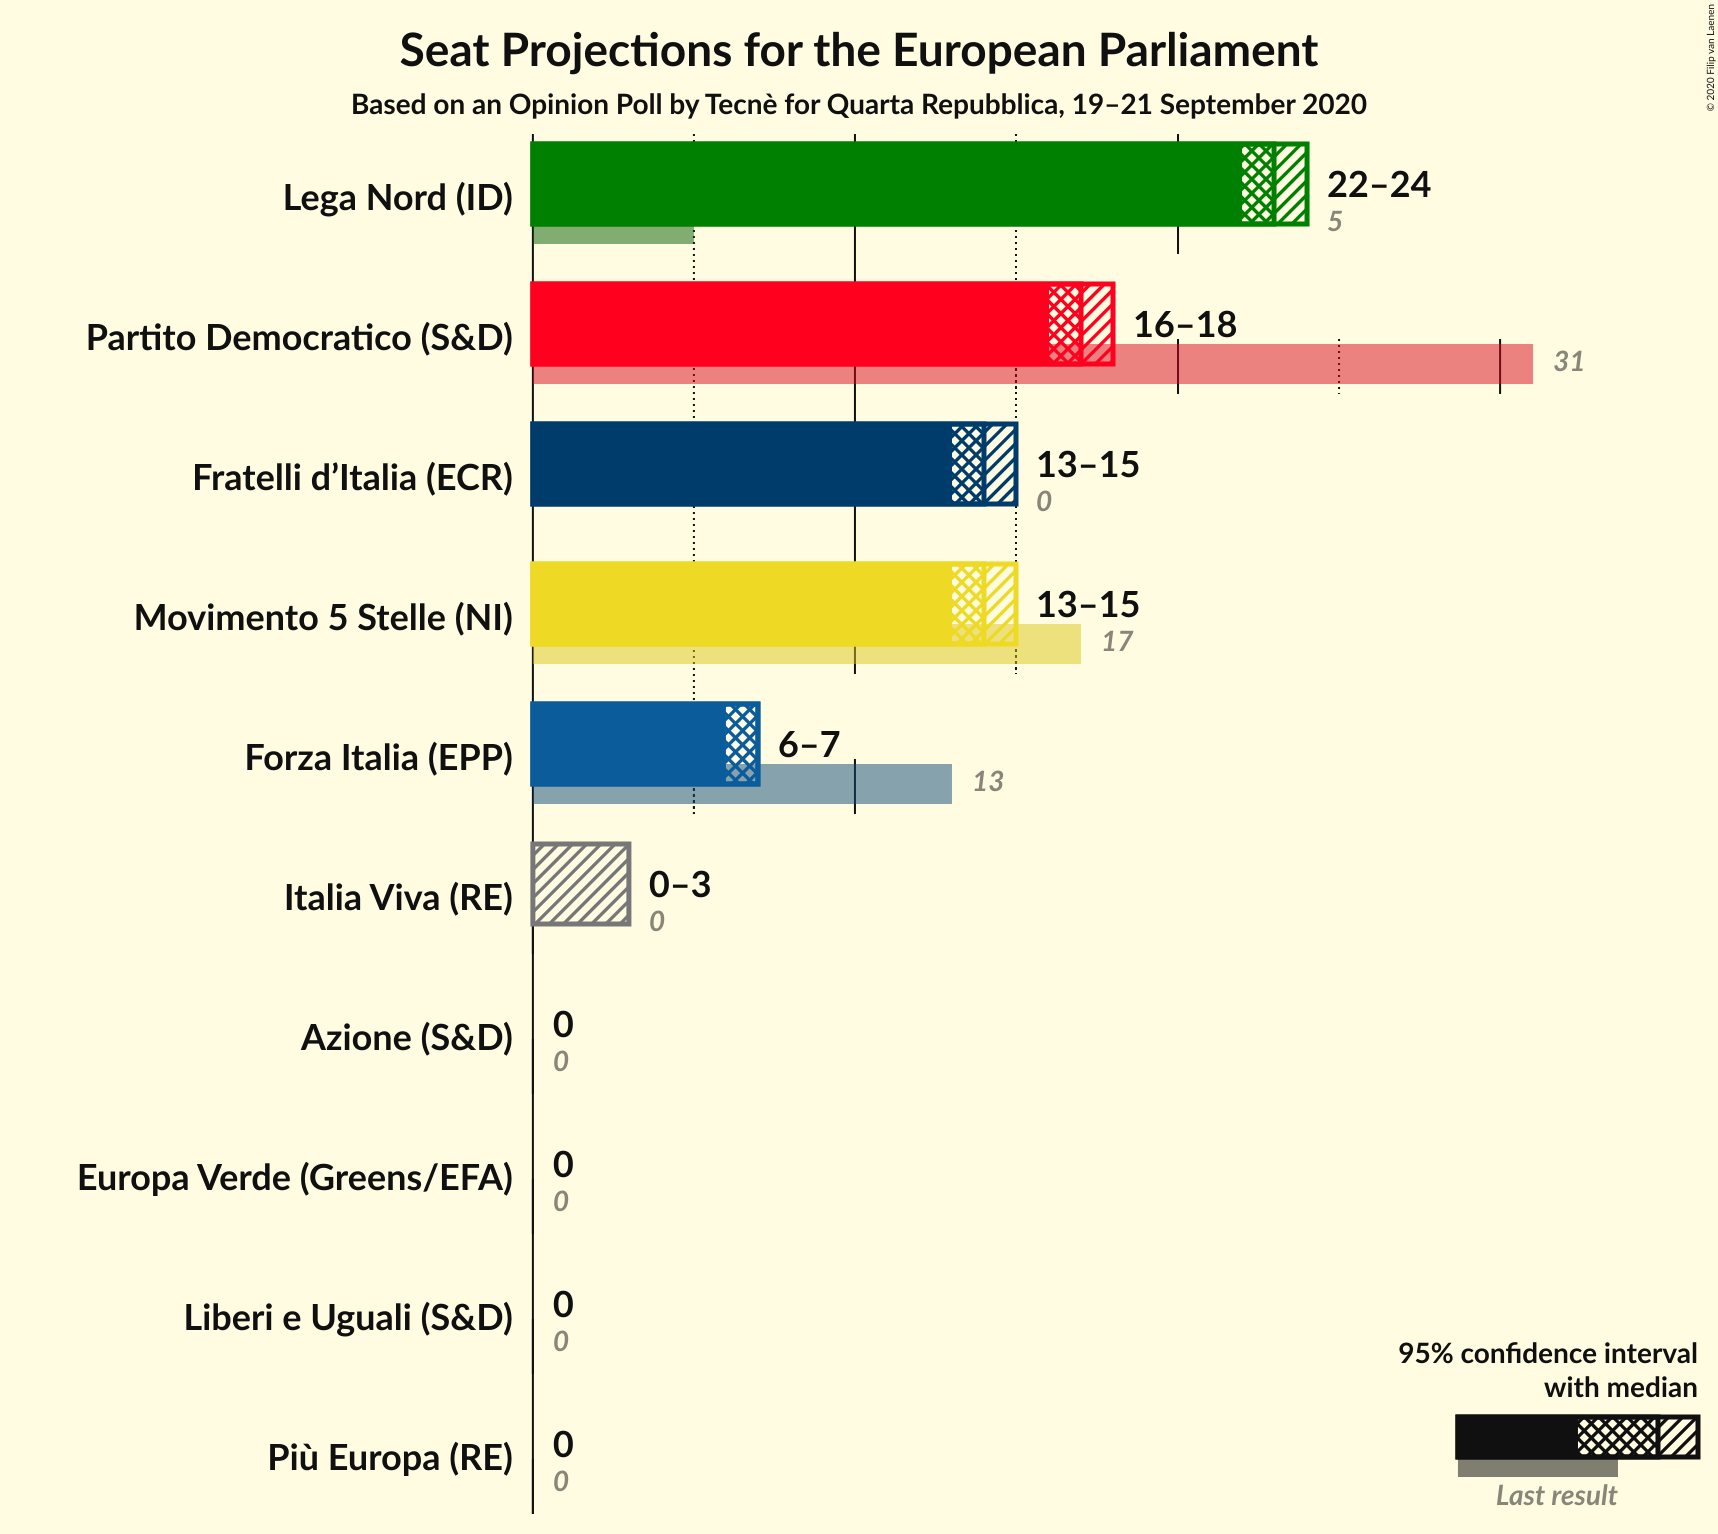 Seat Projections for the European Parliament
Based on an Opinion Poll by Tecnè for Quarta Repubblica, 19–21 September 2020
© 2020 Filip van Laenen
Lega Nord (ID)
22–24
5
Partito Democratico (S&D)
16–18
31
Fratelli d’Italia (ECR)
13–15
0
Movimento 5 Stelle (NI)
13–15
17
Forza Italia (EPP)
6–7
13
Italia Viva (RE)
0–3
0
Azione (S&D)
0
0
Europa Verde (Greens/EFA)
0
0
Liberi e Uguali (S&D)
0
0
Più Europa (RE)
0
0
95% confidence interval
with median
Last result